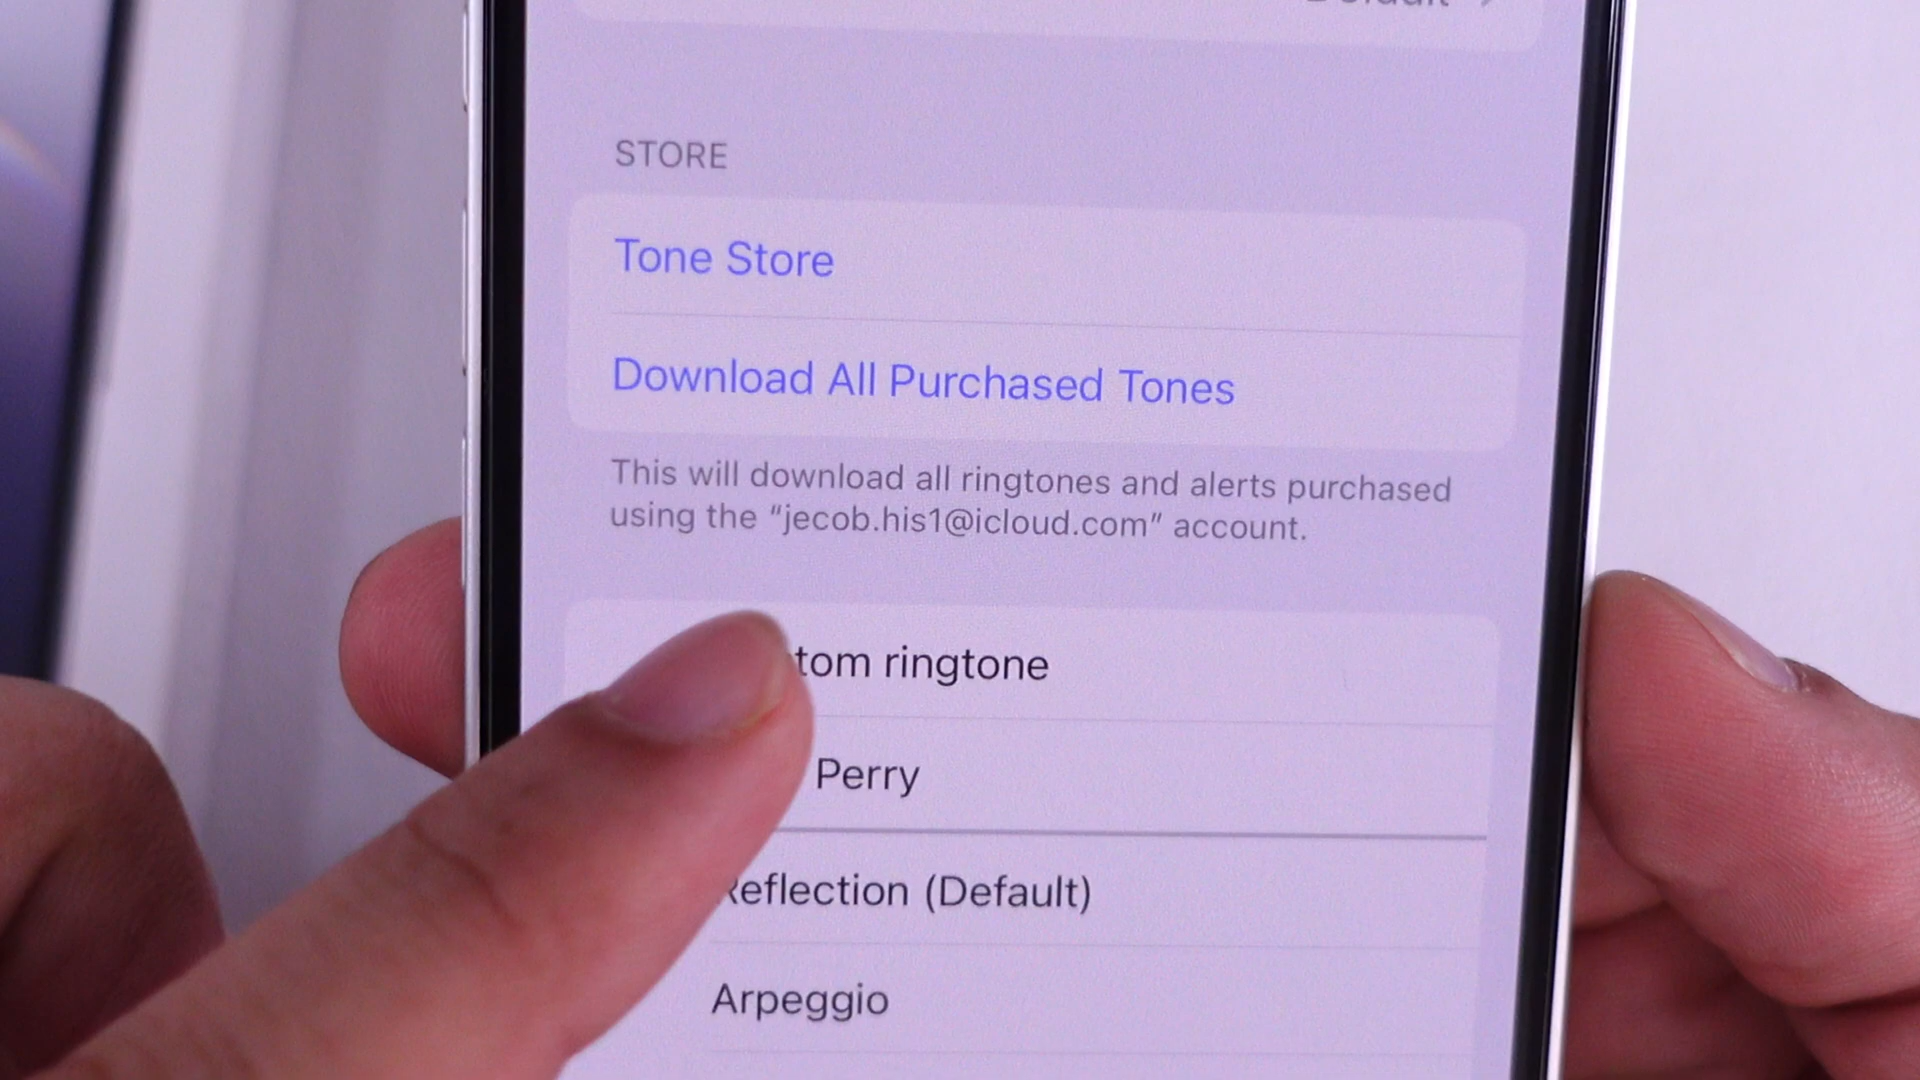 STORE
Tone Store
Download All Purchased Tones
This will download all ringtones and alerts purchased
using the “jecob.his1@icloud.com” account.
tom ringtone
Perry
Reflection (Default)
Arpeggio